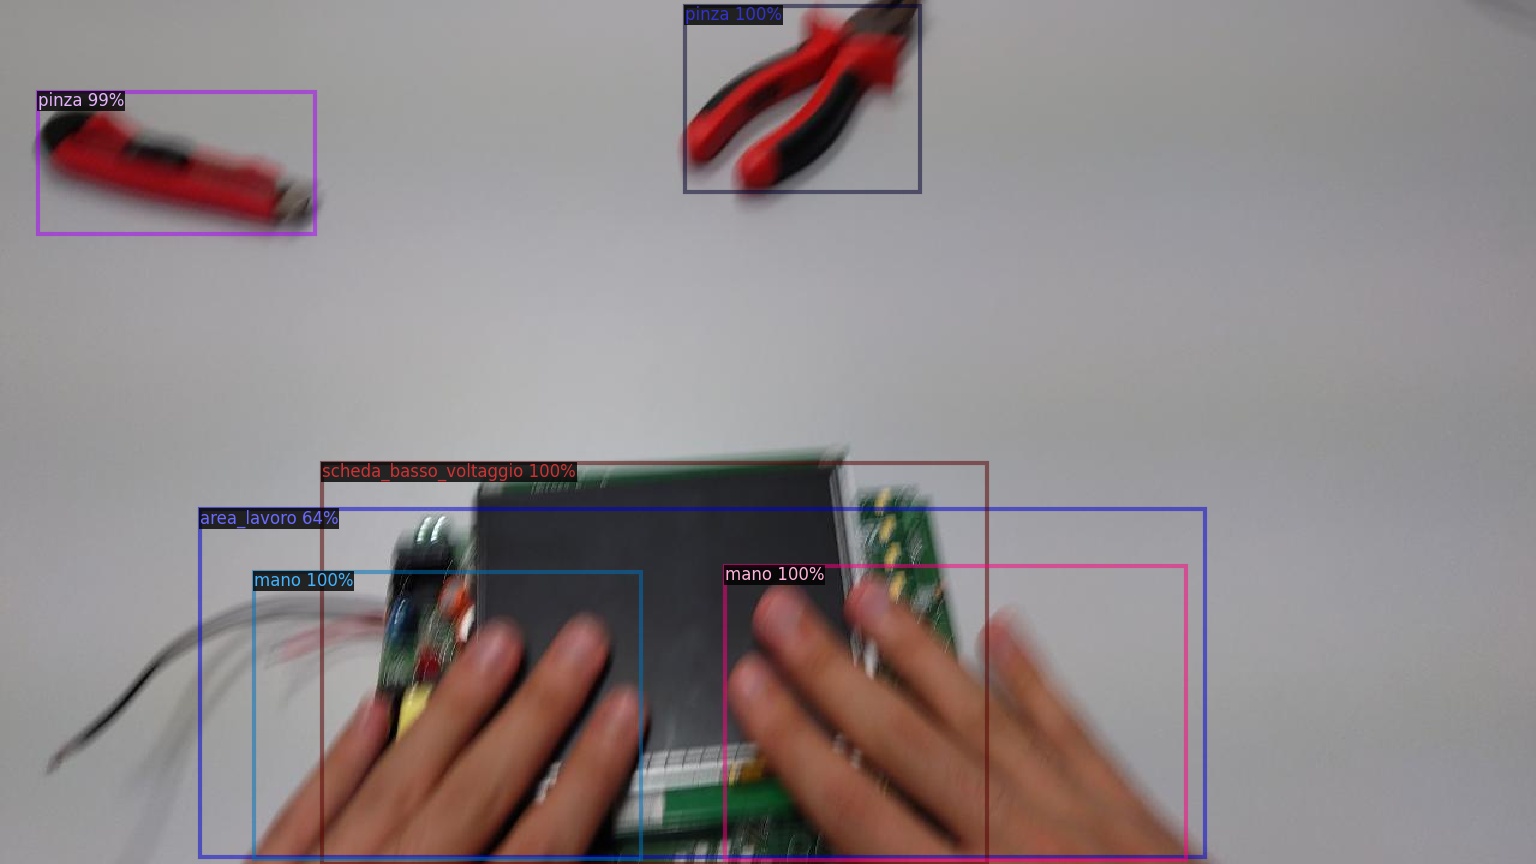 pinza 100%
pinza 99%
scheda_basso_voltaggio 100%
area_lavoro 64%
mano 100%
mano 100%